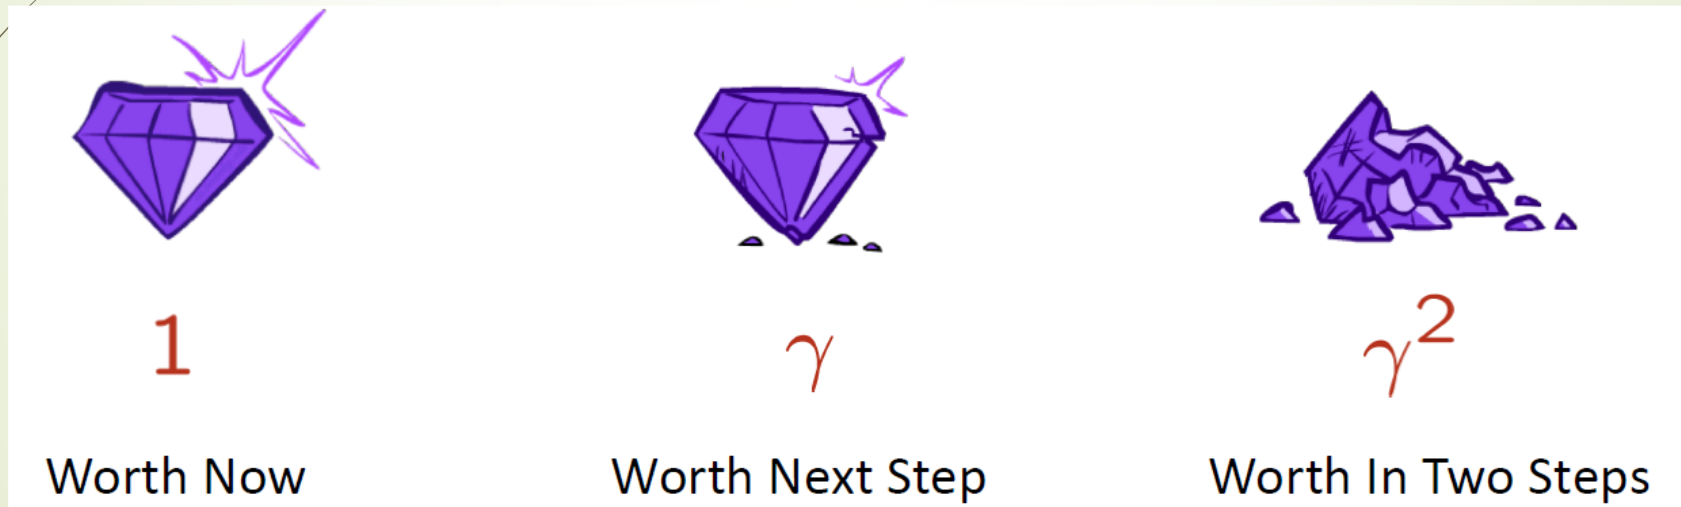 1 γ γ²
Worth Now Worth Next Step Worth In Two Steps